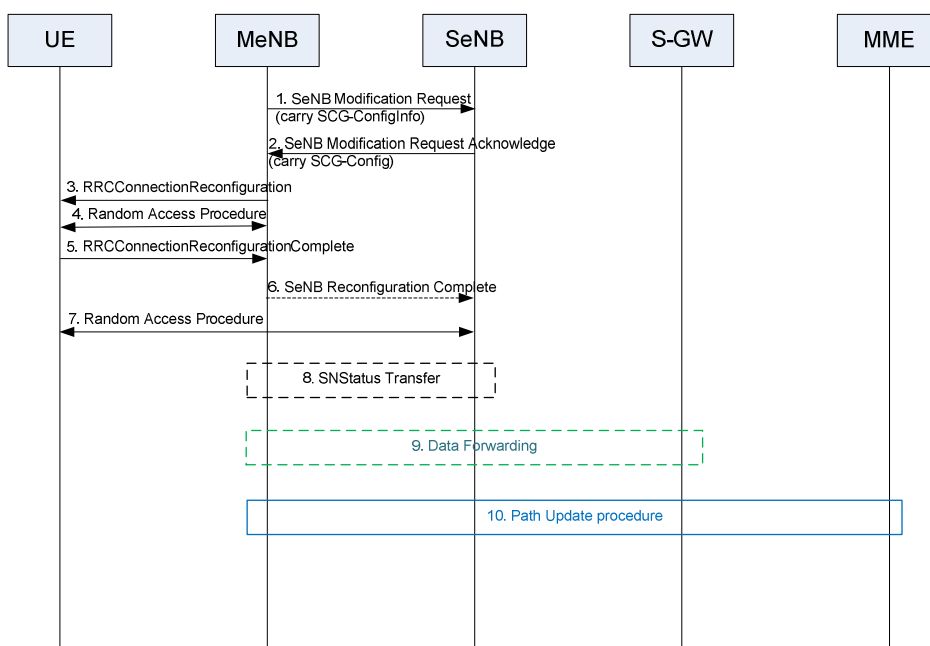 UE
MeNB
SeNB
S-GW
MME
1. SeNB Modification Request
(carry SCG-ConfigInfo)
2. SeNB Modification Request Acknowledge
(carry SCG-Config)
3. RRCConnectionReconfiguration
4. Random Access Procedure
5. RRCConnectionReconfigurationComplete
6. SeNB Reconfiguration Complete
7. Random Access Procedure
8. SNStatus Transfer
9. Data Forwarding
10. Path Update procedure